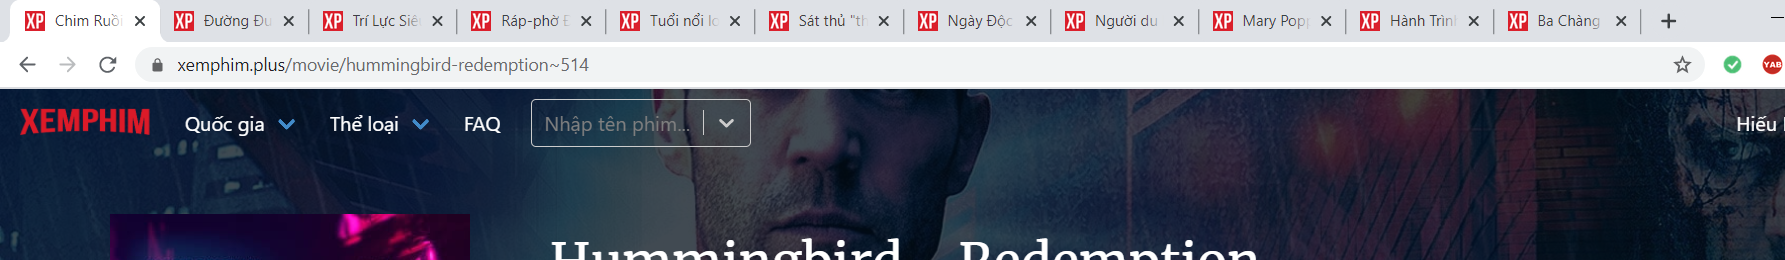 XP Chim Ruồi XP Đường Đu XP Trí Lực Siêu XP Ráp-phờ Đ XP Tuổi nổi lo XP Sát thủ "th XP Ngày Độc XP Người du XP Mary Popp XP Hành Trình XP Ba Chàng
xemphim.plus/movie/hummingbird-redemption~514 YAB
XEMPHIM Quốc gia Thể loại FAQ Nhập tên phim... Hiếu
Hummingbird Redemption